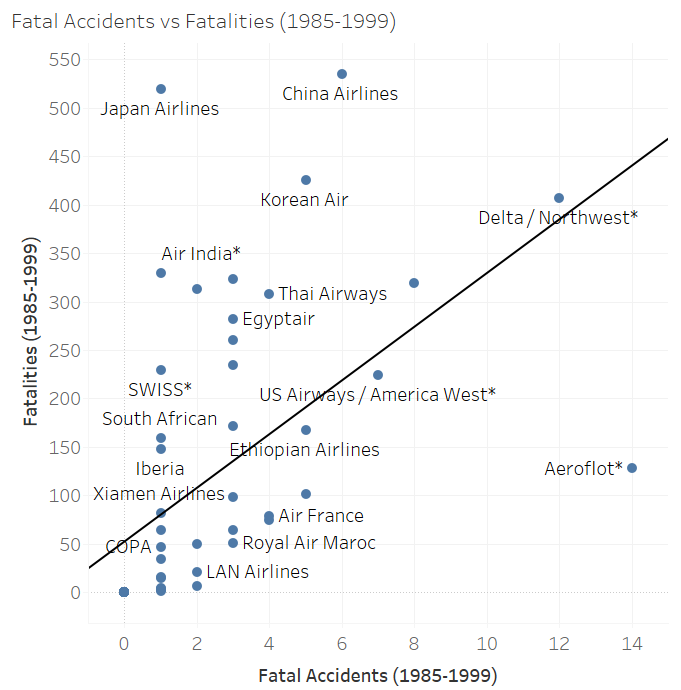 Fatal Accidents vs Fatalities (1985-1999)
550
China Airlines
500
Japan Airlines
450
400
Korean Air
Delta / Northwest*
350
Air India*
300
Thai Airways
Egyptair
250
200
SWISS*
US Airways / America West*
South African
150
Ethiopian Airlines
Iberia
Aeroflot*
100
Xiamen Airlines
Air France
50
COPA
Royal Air Maroc
LAN Airlines
0
Fatalities (1985-1999)
0 2 4 6 8 10 12 14
Fatal Accidents (1985-1999)